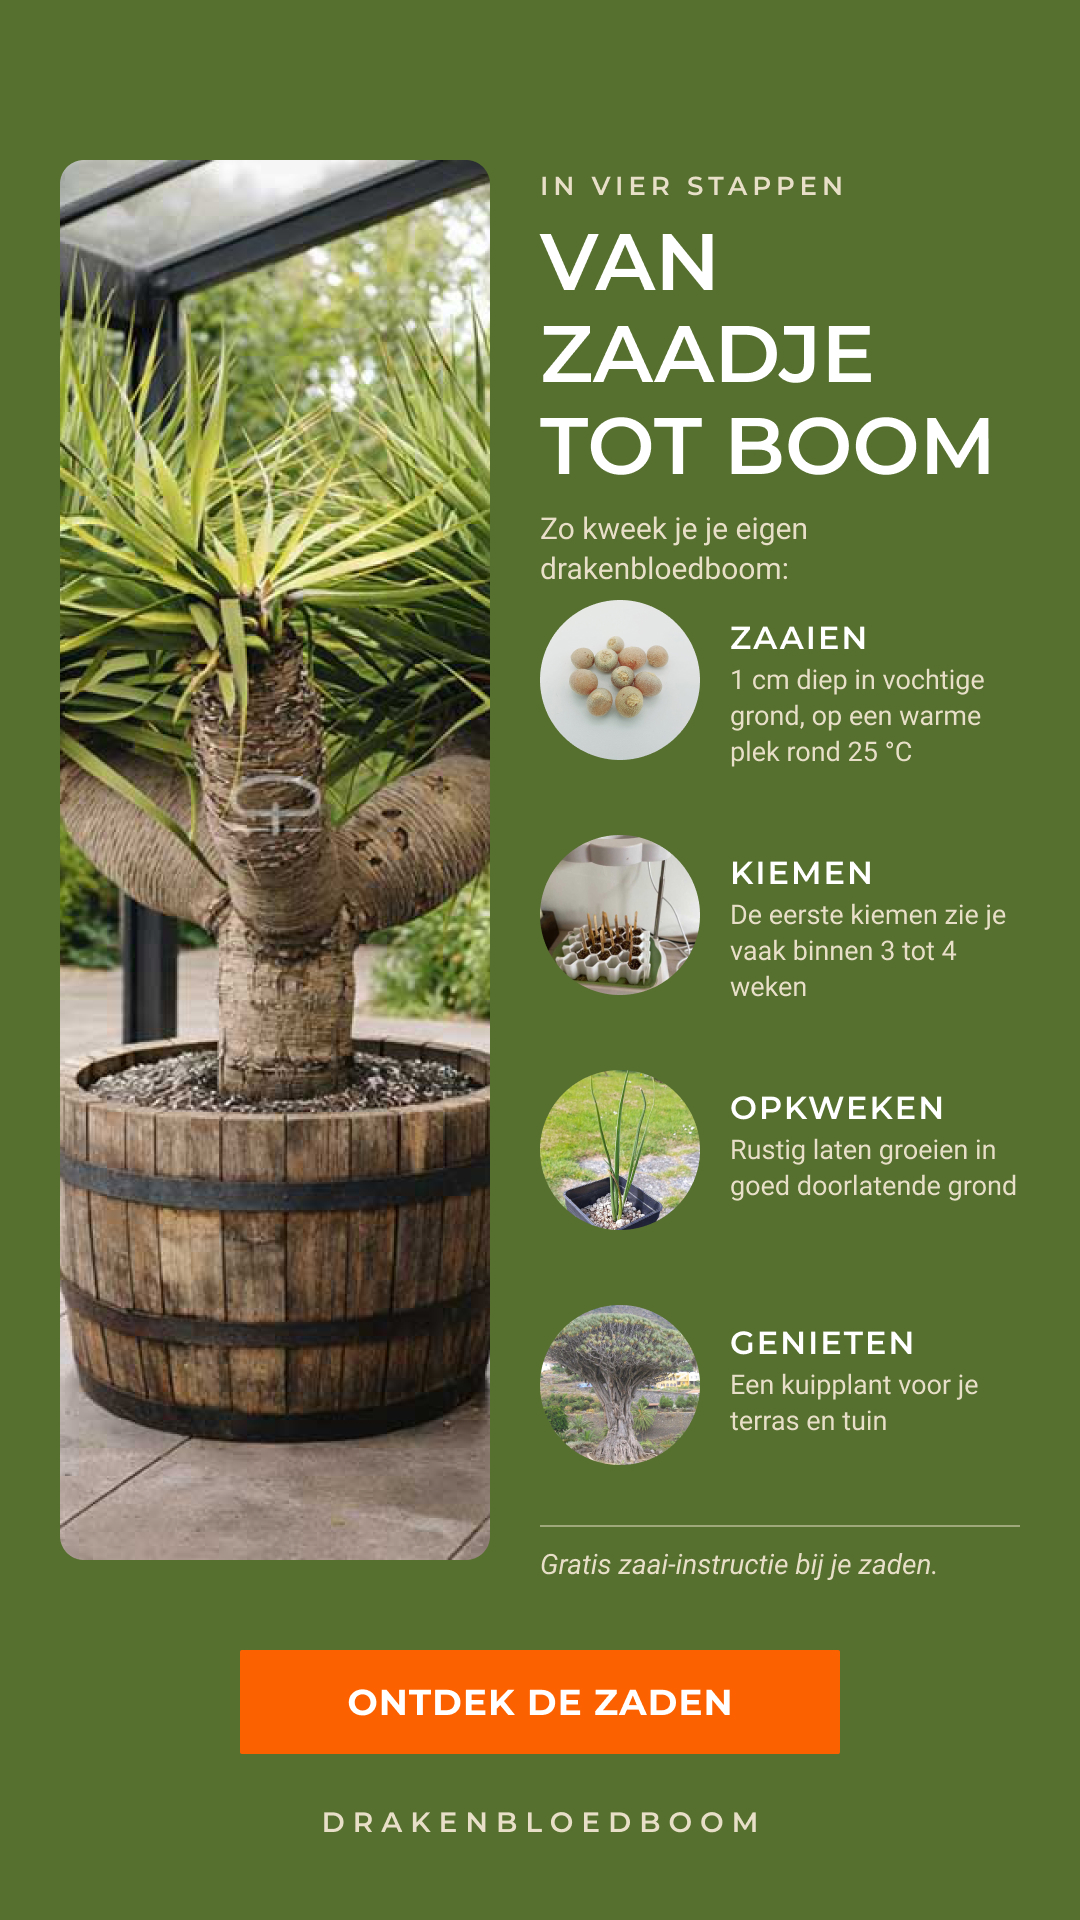 IN VIER STAPPEN
VAN
ZAADJE
TOT BOOM
Zo kweek je je eigen
drakenbloedboom:
ZAAIEN
1 cm diep in vochtige
grond, op een warme
plek rond 25 °C
KIEMEN
De eerste kiemen zie je
vaak binnen 3 tot 4
weken
OPKWEKEN
Rustig laten groeien in
goed doorlatende grond
GENIETEN
Een kuipplant voor je
terras en tuin
Gratis zaai-instructie bij je zaden.
ONTDEK DE ZADEN
DRAKENBLOEDBOOM